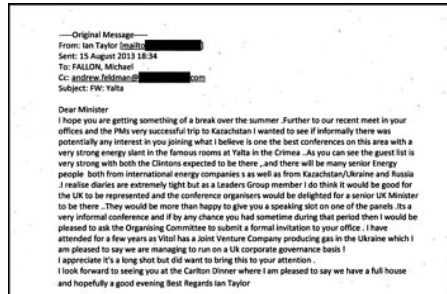 -----Original Message-----
From: Ian Taylor [mailto
Sent: 15 August 2013 18:34
To: FALLON, Michael
Cc: andrew.feldman@ com
Subject: FW: Yalta
Dear Minister
I hope you are getting something of a break over the summer .Further to our recent meet in your
offices and the PMs very successful trip to Kazachstan I wanted to see if informally there was
potentially any interest in you joining what I believe is one the best conferences on this area with a
very strong energy slant in the famous rooms at Yalta in the Crimea ..As you can see the guest list is
very strong with both the Clintons expected to be there ,.and there will be many senior Energy
people both from international energy companies s as well as from Kazachstan/Ukraine and Russia
.I realise diaries are extremely tight but as a Leaders Group member I do think it would be good for
the UK to be represented and the conference organisers would be delighted for a senior UK Minister
to be there ..They would be more than happy to give you a speaking slot on one of the panels .Its a
very informal conference and if by any chance you had sometime during that period then I would be
pleased to ask the Organising Committee to submit a formal invitation to your office . I have
attended for a few years as Vitol has a Joint Venture Company producing gas in the Ukraine which I
am pleased to say we are managing to run on a Uk corporate governance basis !
I appreciate it's a long shot but did want to bring this to your attention .
I look forward to seeing you at the Carlton Dinner where I am pleased to say we have a full house
and hopefully a good evening Best Regards Ian Taylor